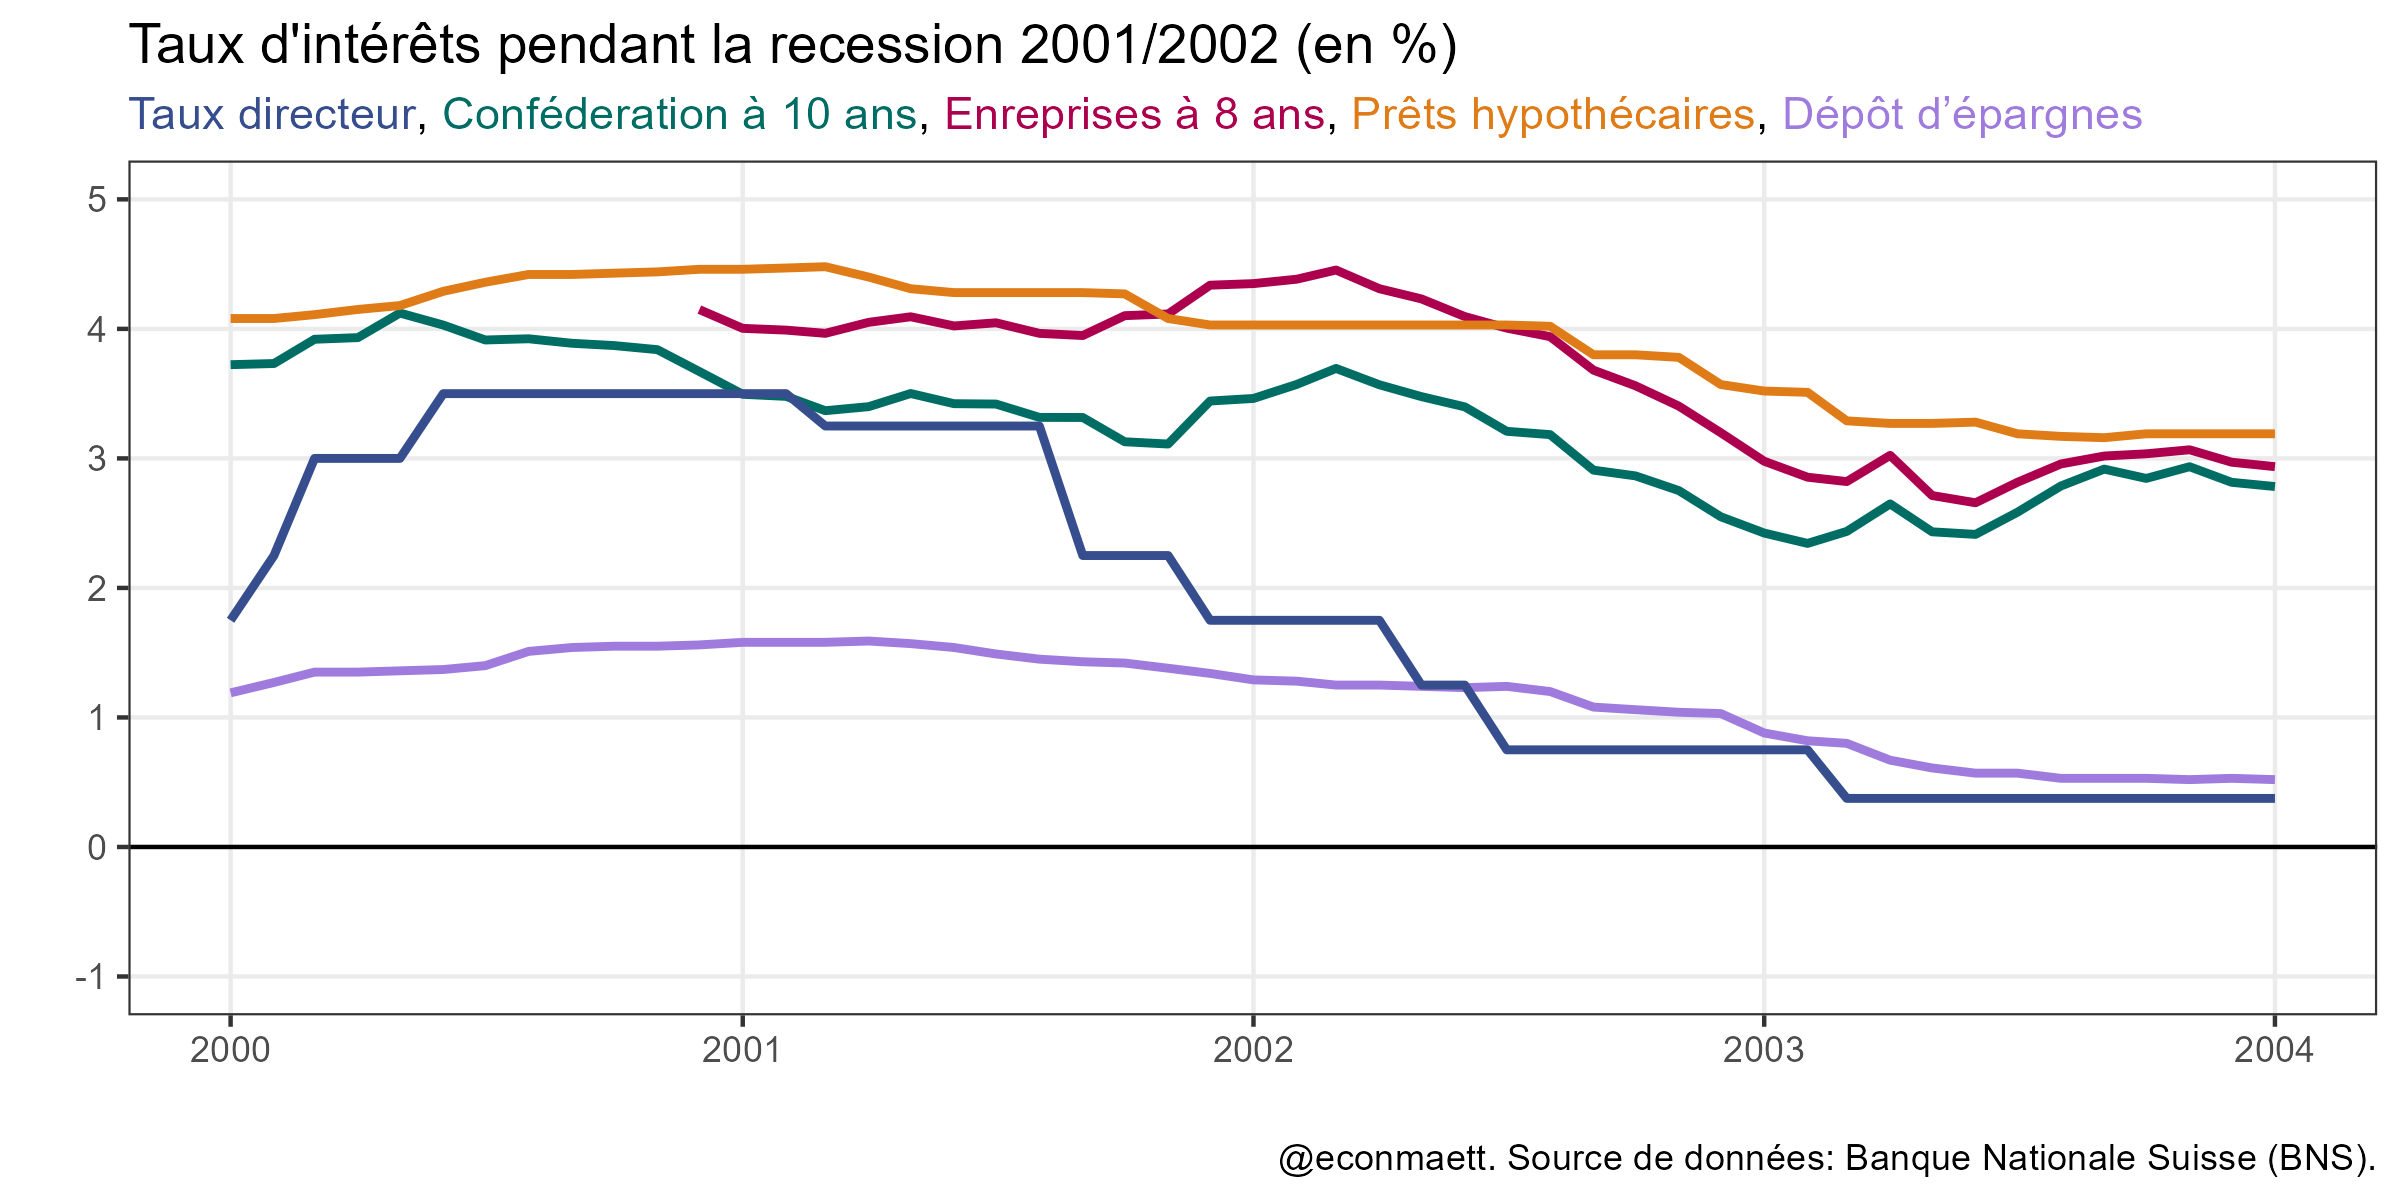 Taux d'intérêts pendant la recession 2001/2002 (en %)
Taux directeur, Conféderation à 10 ans, Enreprises à 8 ans, Prêts hypothécaires, Dépôt d’épargnes
5
4
3
2
1
0
-1
2000 2001 2002 2003 2004
@econmaett. Source de données: Banque Nationale Suisse (BNS).